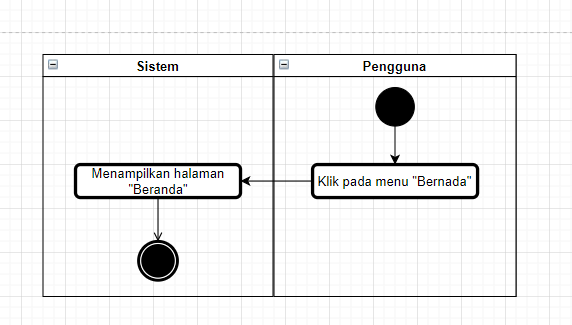 Sistem
Pengguna
Menampilkan halaman
"Beranda"
Klik pada menu "Bernada"